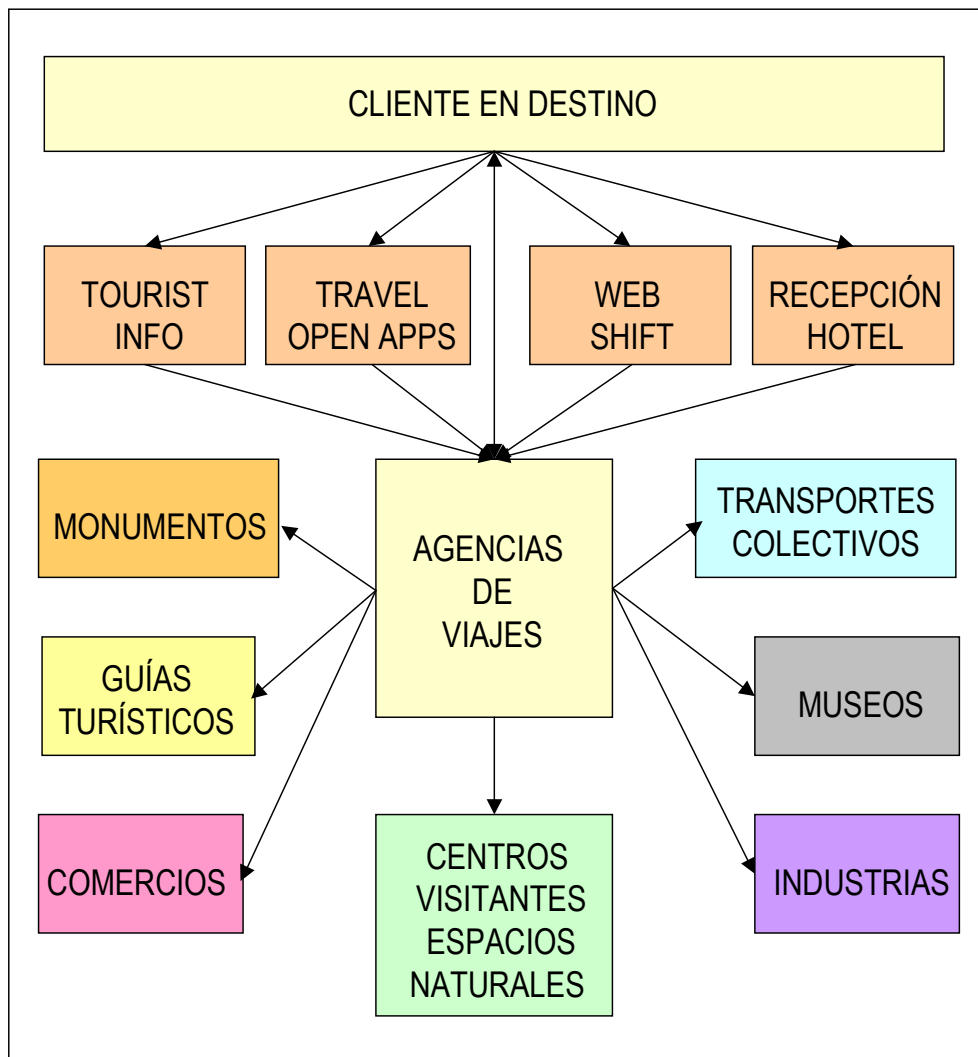 CLIENTE EN DESTINO
TOURIST
INFO
TRAVEL
OPEN APPS
WEB
SHIFT
RECEPCIÓN
HOTEL
MONUMENTOS
AGENCIAS
DE
VIAJES
TRANSPORTES
COLECTIVOS
GUÍAS
TURÍSTICOS
MUSEOS
COMERCIOS
CENTROS
VISITANTES
ESPACIOS
NATURALES
INDUSTRIAS